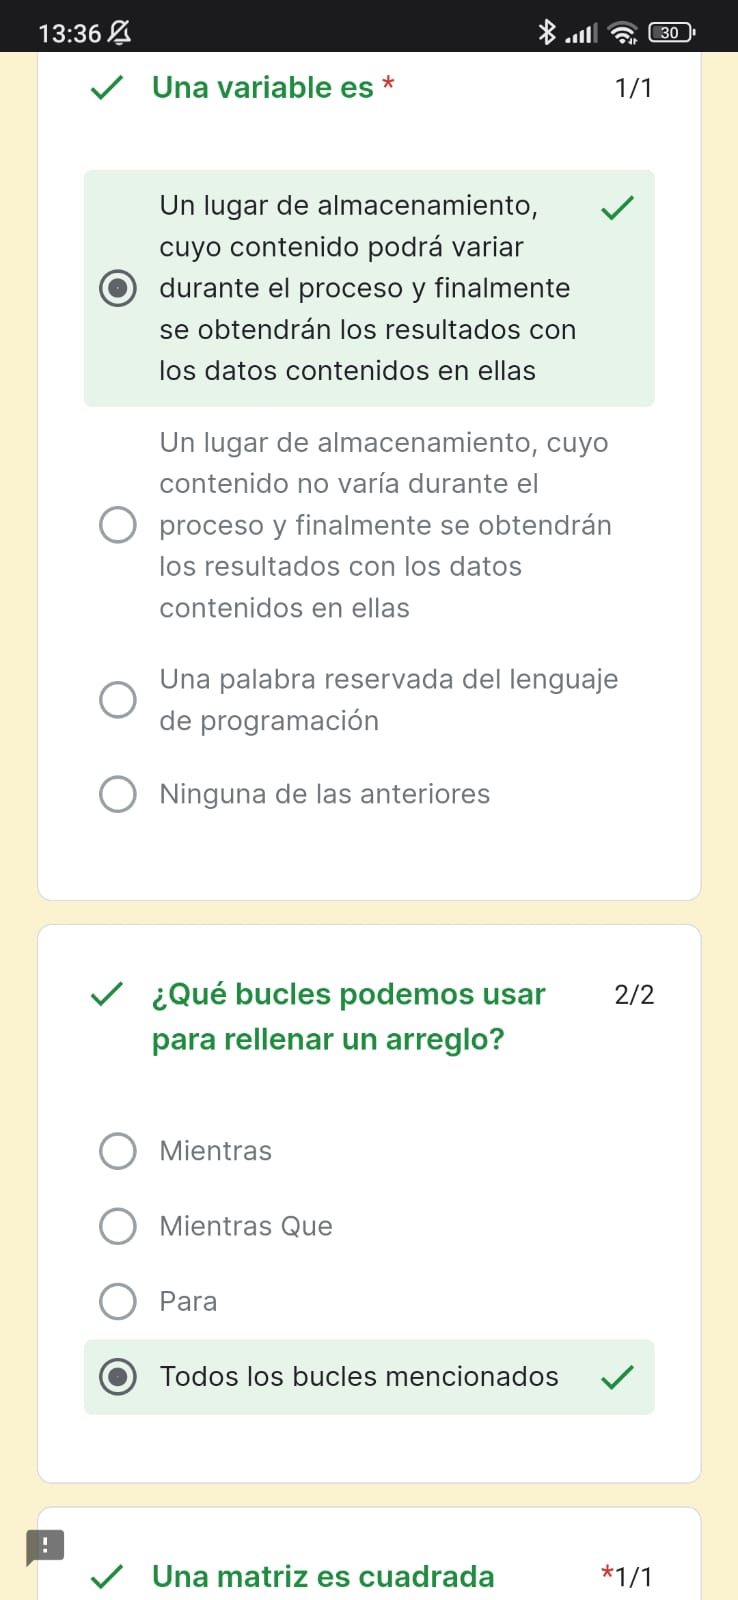 13:36
30
Una variable es *
1/1
Un lugar de almacenamiento,
cuyo contenido podrá variar
durante el proceso y finalmente
se obtendrán los resultados con
los datos contenidos en ellas
Un lugar de almacenamiento, cuyo
contenido no varía durante el
proceso y finalmente se obtendrán
los resultados con los datos
contenidos en ellas
Una palabra reservada del lenguaje
de programación
Ninguna de las anteriores
¿Qué bucles podemos usar
para rellenar un arreglo?
2/2
Mientras
Mientras Que
Para
Todos los bucles mencionados
!
Una matriz es cuadrada
*1/1